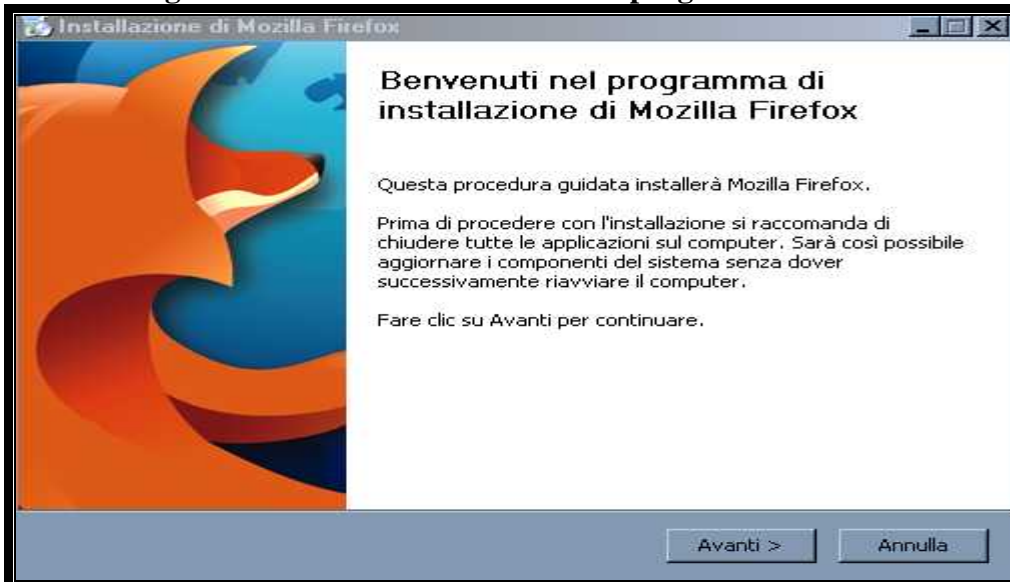 Installazione di Mozilla Firefox
Benvenuti nel programma di
installazione di Mozilla Firefox
Questa procedura guidata installerà Mozilla Firefox.
Prima di procedere con l'installazione si raccomanda di
chiudere tutte le applicazioni sul computer. Sarà così possibile
aggiornare i componenti del sistema senza dover
successivamente riavviare il computer.
Fare clic su Avanti per continuare.
Avanti >
Annulla